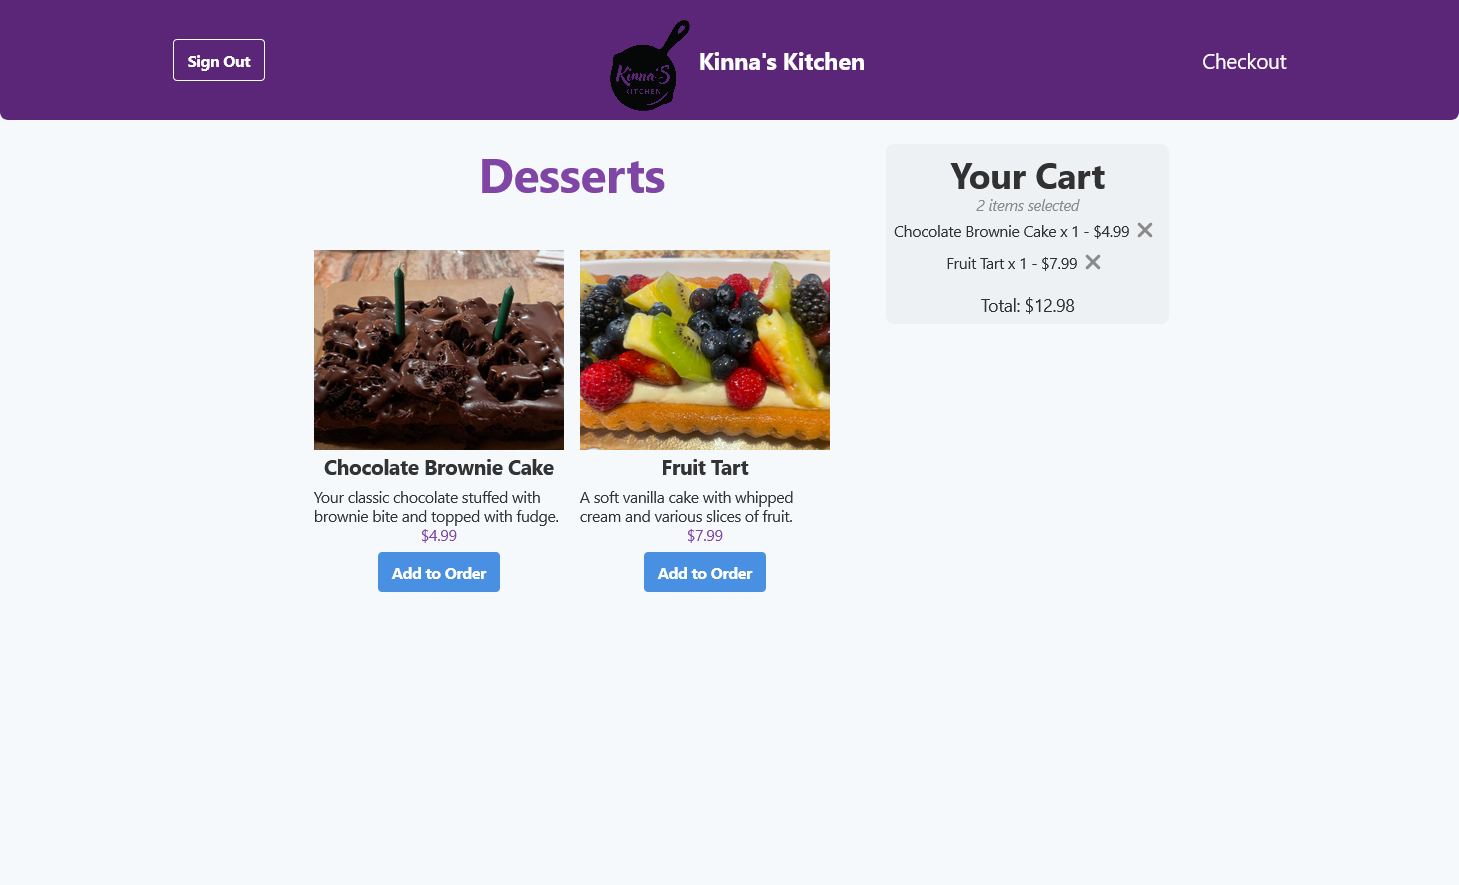 Sign Out
Kinna'S
KITCHEN
Kinna's Kitchen
Checkout
Desserts
Chocolate Brownie Cake
Your classic chocolate stuffed with
brownie bite and topped with fudge.
$4.99
Add to Order
Fruit Tart
A soft vanilla cake with whipped
cream and various slices of fruit.
$7.99
Add to Order
Your Cart
2 items selected
Chocolate Brownie Cake x 1 - $4.99
Fruit Tart x 1 - $7.99
Total: $12.98